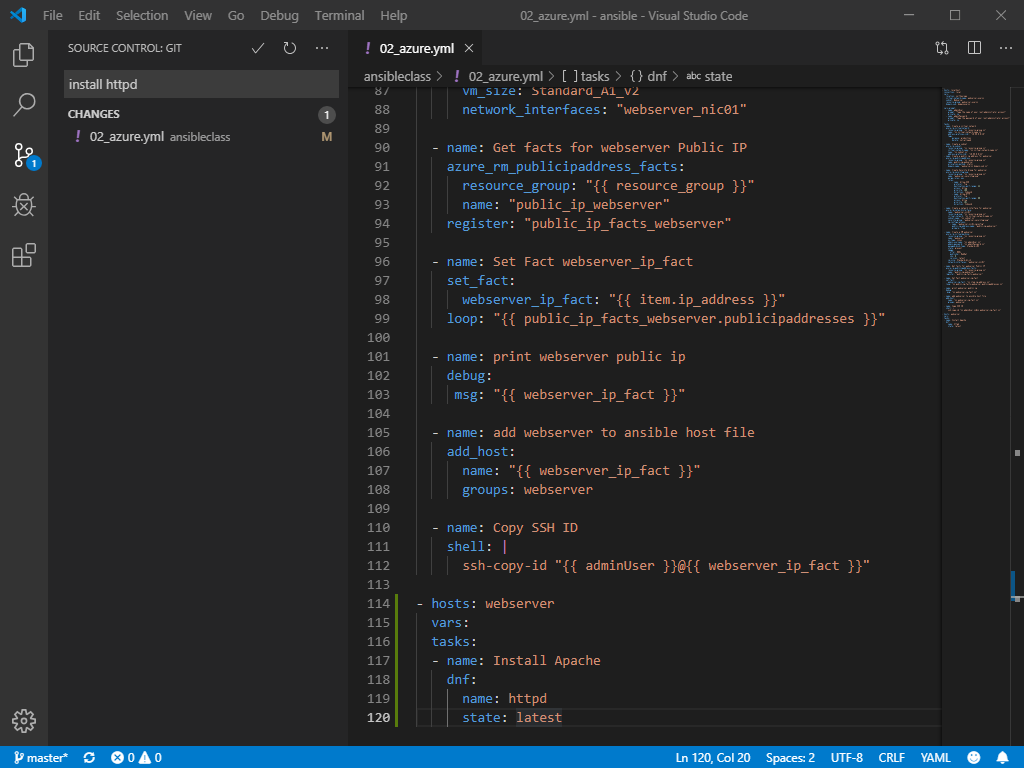 File Edit Selection View Go Debug Terminal Help 02_azure.yml - ansible - Visual Studio Code
SOURCE CONTROL: GIT
install httpd
CHANGES 1
! 02_azure.yml ansibleclass M
1
! 02_azure.yml ×
ansibleclass > ! 02_azure.yml > [ ] tasks > { } dnf > abc state
87 vm_size: Standard_A1_v2
88 network_interfaces: "webserver_nic01"
89
90 - name: Get facts for webserver Public IP
91 azure_rm_publicipaddress_facts:
92 resource_group: "{{ resource_group }}"
93 name: "public_ip_webserver"
94 register: "public_ip_facts_webserver"
95
96 - name: Set Fact webserver_ip_fact
97 set_fact:
98 webserver_ip_fact: "{{ item.ip_address }}"
99 loop: "{{ public_ip_facts_webserver.publicipaddresses }}"
100
101 - name: print webserver public ip
102 debug:
103 msg: "{{ webserver_ip_fact }}"
104
105 - name: add webserver to ansible host file
106 add_host:
107 name: "{{ webserver_ip_fact }}"
108 groups: webserver
109
110 - name: Copy SSH ID
111 shell: |
112 ssh-copy-id "{{ adminUser }}@{{ webserver_ip_fact }}"
113
114 - hosts: webserver
115 vars:
116 tasks:
117 - name: Install Apache
118 dnf:
119 name: httpd
120 state: latest
master* 0 0 Ln 120, Col 20 Spaces: 2 UTF-8 CRLF YAML